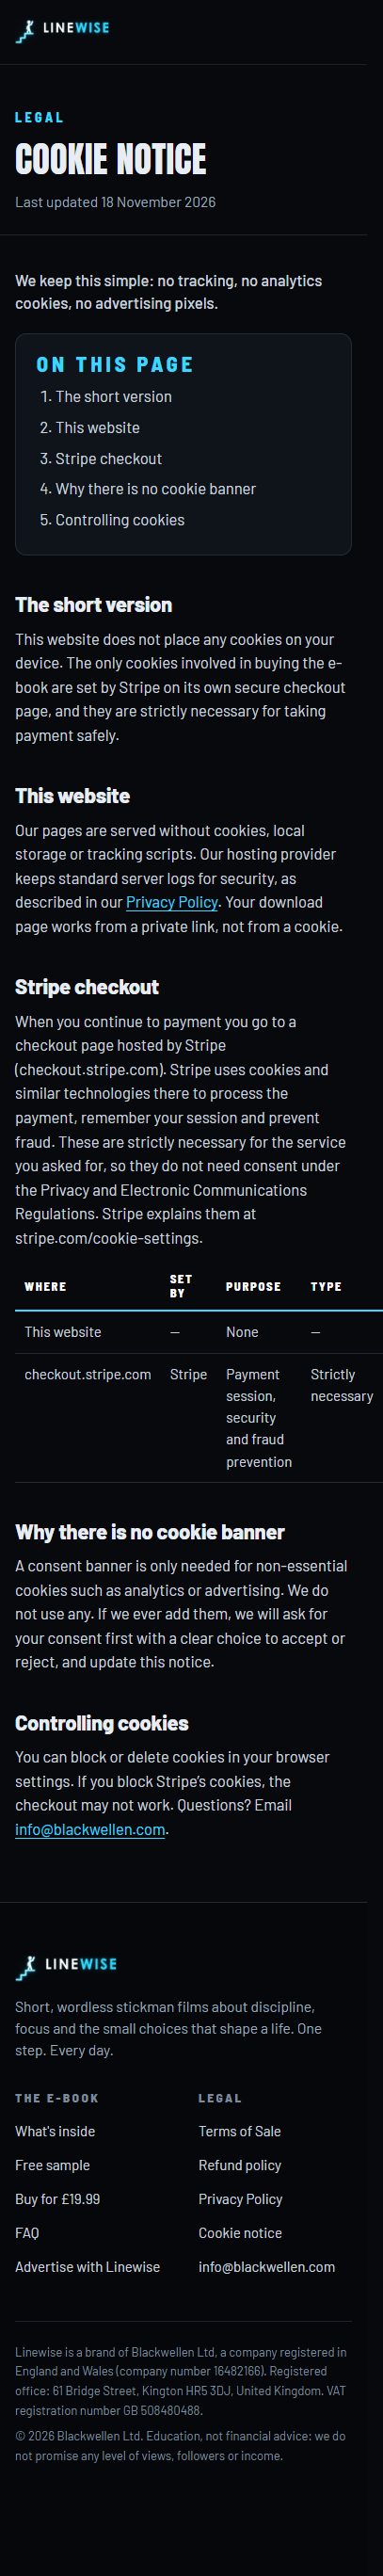 LINEWISE
LEGAL
COOKIE NOTICE
Last updated 18 November 2026
We keep this simple: no tracking, no analytics
cookies, no advertising pixels.
ON THIS PAGE
1. The short version
2. This website
3. Stripe checkout
4. Why there is no cookie banner
5. Controlling cookies
The short version
This website does not place any cookies on your
device. The only cookies involved in buying the e-
book are set by Stripe on its own secure checkout
page, and they are strictly necessary for taking
payment safely.
This website
Our pages are served without cookies, local
storage or tracking scripts. Our hosting provider
keeps standard server logs for security, as
described in our Privacy Policy. Your download
page works from a private link, not from a cookie.
Stripe checkout
When you continue to payment you go to a
checkout page hosted by Stripe
(checkout.stripe.com). Stripe uses cookies and
similar technologies there to process the
payment, remember your session and prevent
fraud. These are strictly necessary for the service
you asked for, so they do not need consent under
the Privacy and Electronic Communications
Regulations. Stripe explains them at
stripe.com/cookie-settings.
WHERE SET BY PURPOSE TYPE
This website — None —
checkout.stripe.com Stripe Payment Strictly
session, necessary
security
and fraud
prevention
Why there is no cookie banner
A consent banner is only needed for non-essential
cookies such as analytics or advertising. We do
not use any. If we ever add them, we will ask for
your consent first with a clear choice to accept or
reject, and update this notice.
Controlling cookies
You can block or delete cookies in your browser
settings. If you block Stripe's cookies, the
checkout may not work. Questions? Email
info@blackwellen.com.
LINEWISE
Short, wordless stickman films about discipline,
focus and the small choices that shape a life. One
step. Every day.
THE E-BOOK
What's inside
Free sample
Buy for £19.99
FAQ
Advertise with Linewise
LEGAL
Terms of Sale
Refund policy
Privacy Policy
Cookie notice
info@blackwellen.com
Linewise is a brand of Blackwellen Ltd, a company registered in
England and Wales (company number 16482166). Registered
office: 61 Bridge Street, Kington HR5 3DJ, United Kingdom. VAT
registration number GB 508480488.
© 2026 Blackwellen Ltd. Education, not financial advice: we do
not promise any level of views, followers or income.